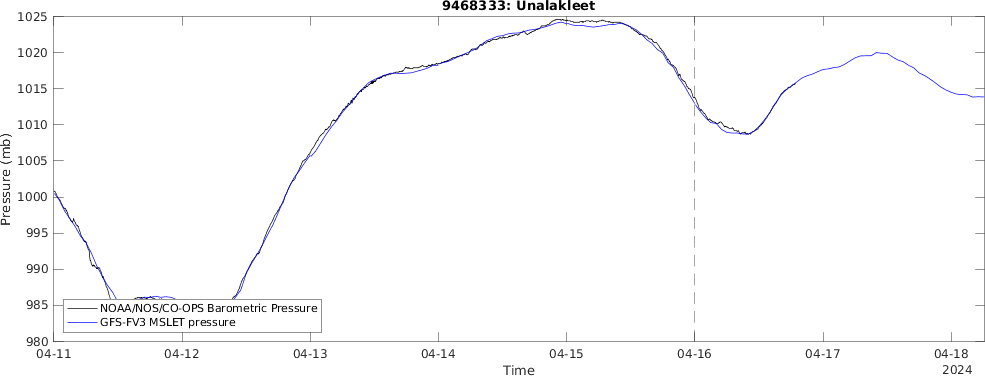 9468333: Unalakleet
Pressure (mb)
1025
1020
1015
1010
1005
1000
995
990
985
980
NOAA/NOS/CO-OPS Barometric Pressure
GFS-FV3 MSLET pressure
04-11 04-12 04-13 04-14 04-15 04-16 04-17 04-18
Time
2024